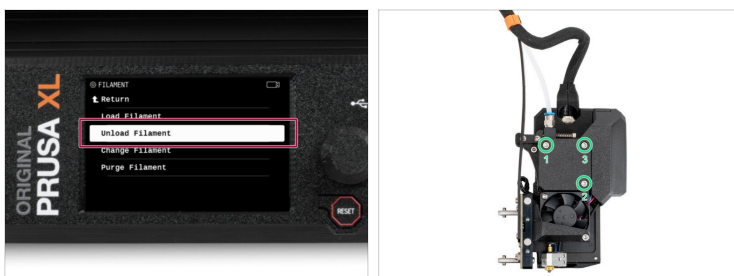 ORIGINAL
PRUSA XL
FILAMENT
Return
Load Filament
Unload Filament
Change Filament
Purge Filament
RESET
1
3
2